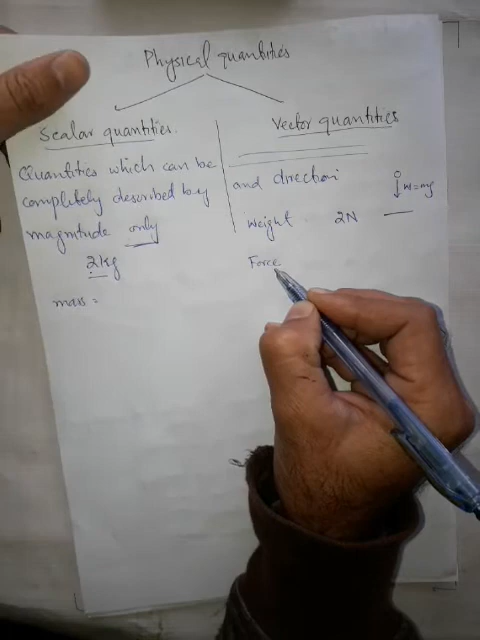 Physical quantities
Scalar quantities.
Quantities which can be
completely described by
magnitude only
2kg
mass =
Vector quantities
and direction
W=mg
Weight 2N
Force